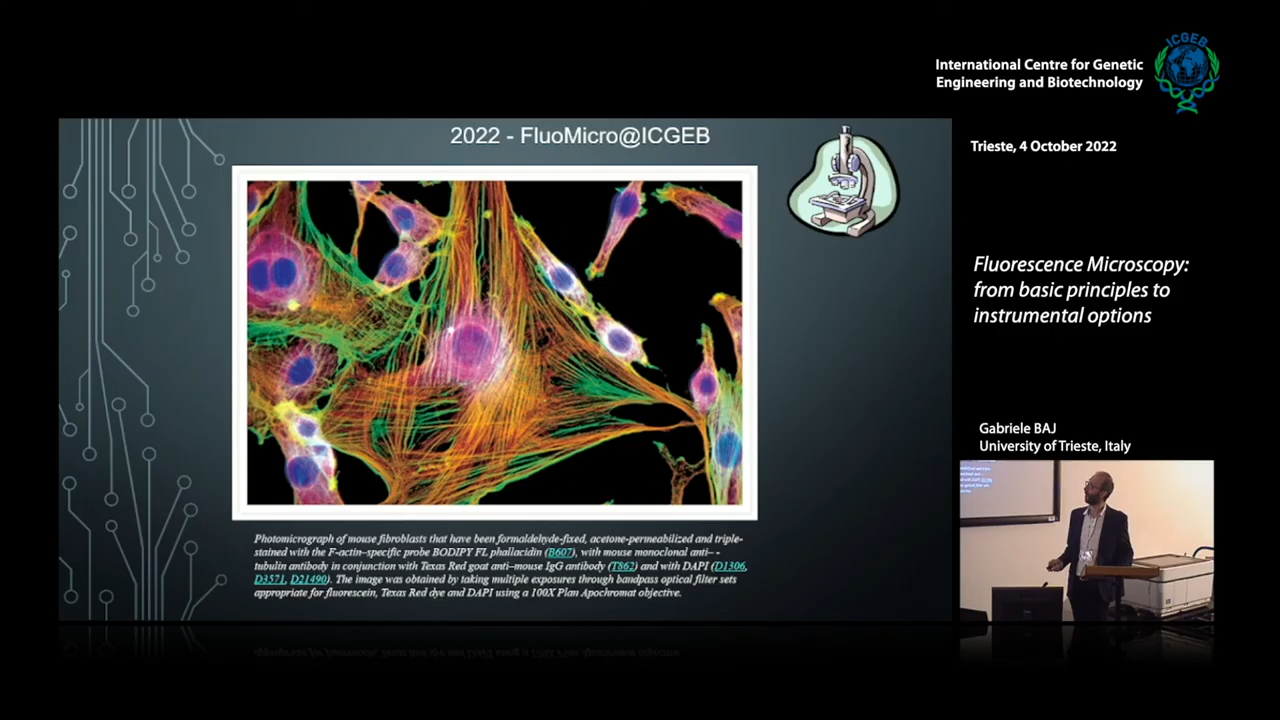 ICGEB
International Centre for Genetic
Engineering and Biotechnology
2022 - FluoMicro@ICGEB
Trieste, 4 October 2022
Fluorescence Microscopy:
from basic principles to
instrumental options
Gabriele BAJ
University of Trieste, Italy
Photomicrograph of mouse fibroblasts that have been formaldehyde-fixed, acetone-permeabilized and triple-
stained with the F-actin–specific probe BODIPY FL phallacidin (B607), with mouse monoclonal anti– -
tubulin antibody in conjunction with Texas Red goat anti–mouse IgG antibody (T862) and with DAPI (D1306,
D3571, D21490). The image was obtained by taking multiple exposures through bandpass optical filter sets
appropriate for fluorescein, Texas Red dye and DAPI using a 100X Plan Apochromat objective.